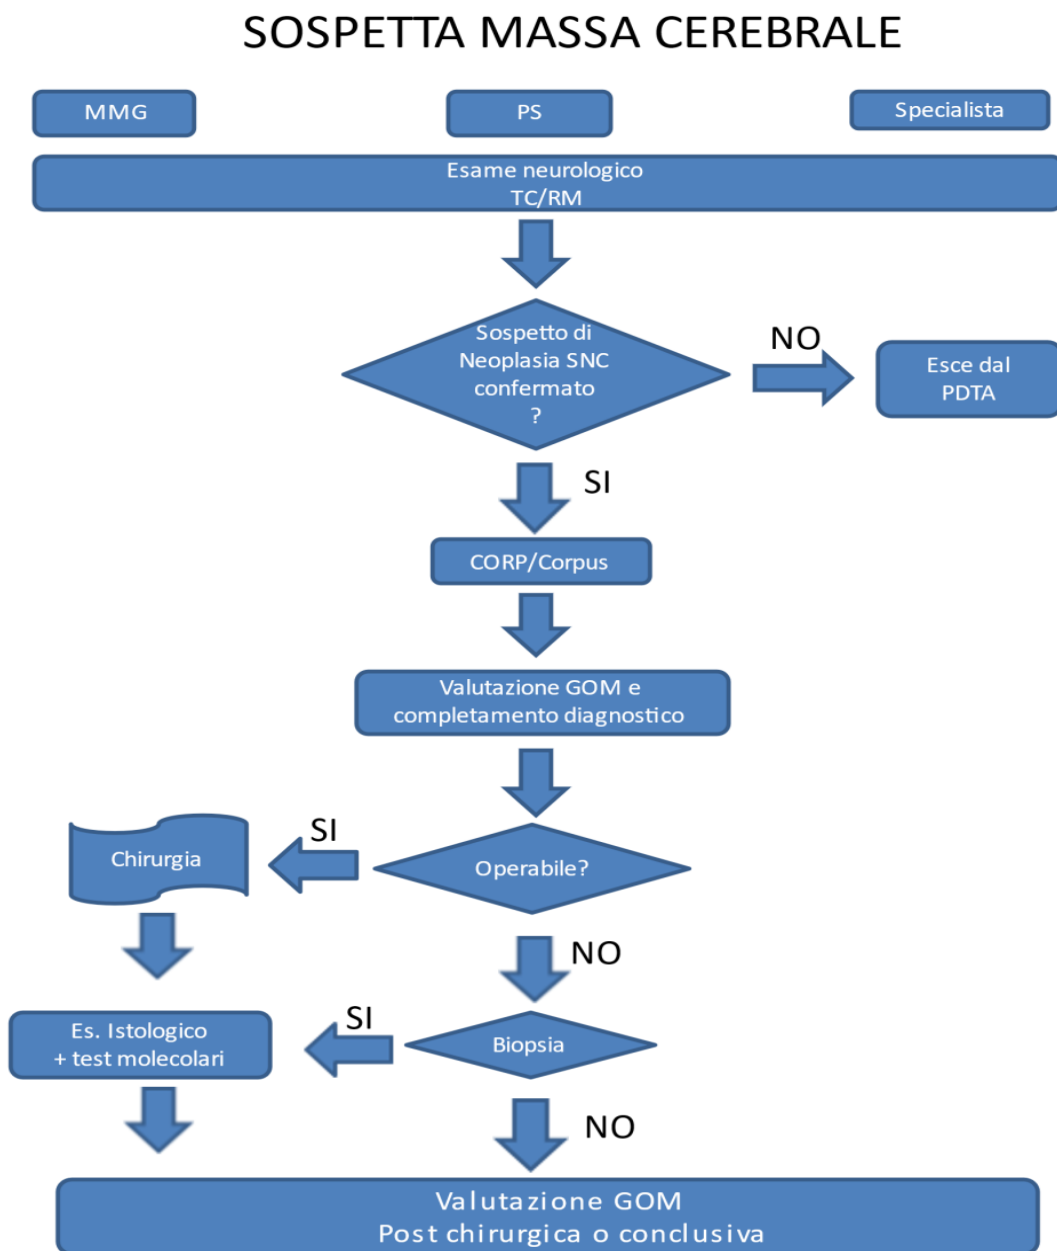 SOSPETTA MASSA CEREBRALE
MMG
PS
Specialista
Esame neurologico
TC/RM
Sospetto di
Neoplasia SNC
confermato
?
NO
Esce dal
PDTA
SI
CORP/Corpus
Valutazione GOM e
completamento diagnostico
SI
Chirurgia
Operabile?
NO
Es. Istologico
+ test molecolari
SI
Biopsia
NO
Valutazione GOM
Post chirurgica o conclusiva